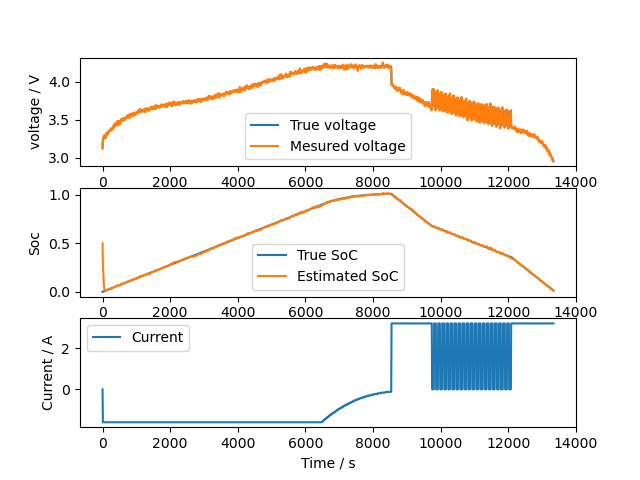 4.0
3.5
3.0
voltage / V
True voltage
Mesured voltage
0 2000 4000 6000 8000 10000 12000 14000
1.0
0.5
0.0
Soc
True SoC
Estimated SoC
0 2000 4000 6000 8000 10000 12000 14000
2
0
Current / A
Current
0 2000 4000 6000 8000 10000 12000 14000
Time / s